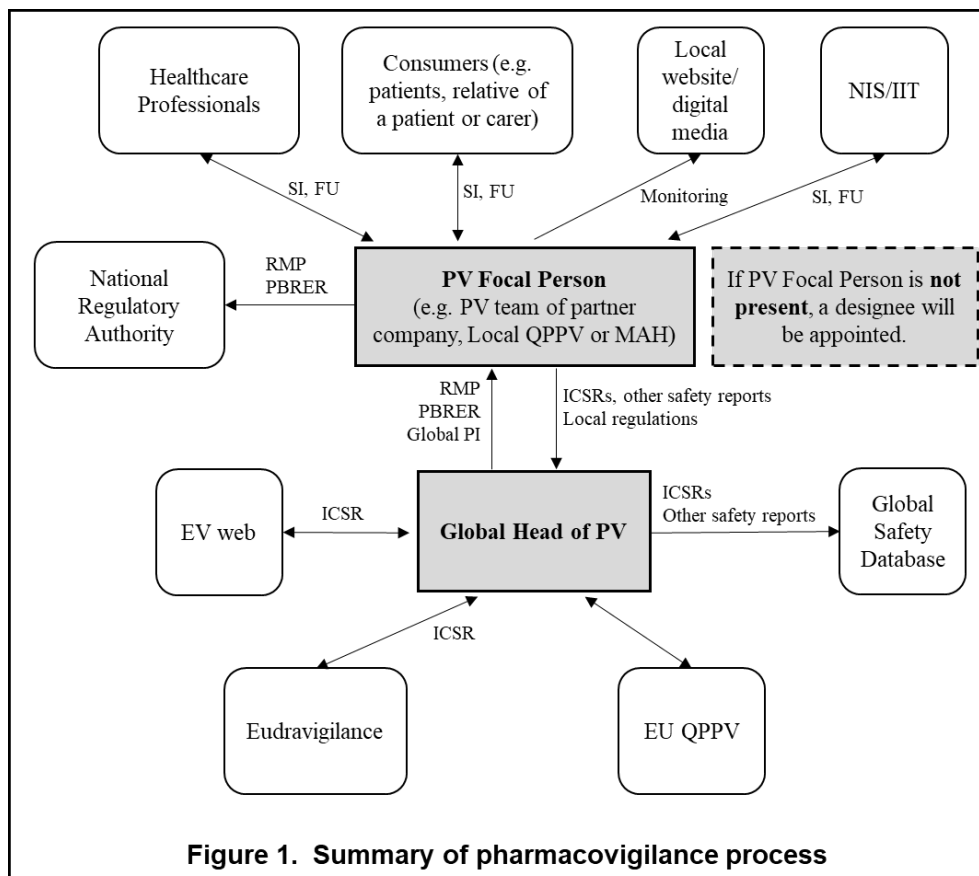 Healthcare
Professionals
Consumers (e.g.
patients, relative of
a patient or carer)
Local
website/
digital
media
NIS/IIT
SI, FU
SI, FU
Monitoring
SI, FU
National
Regulatory
Authority
RMP
PBRER
PV Focal Person
(e.g. PV team of partner
company, Local QPPV or MAH)
If PV Focal Person is not
present, a designee will
be appointed.
RMP
PBRER
Global PI
ICSRs, other safety reports
Local regulations
EV web
ICSR
Global Head of PV
ICSRs
Other safety reports
Global
Safety
Database
ICSR
Eudravigilance
EU QPPV
Figure 1. Summary of pharmacovigilance process